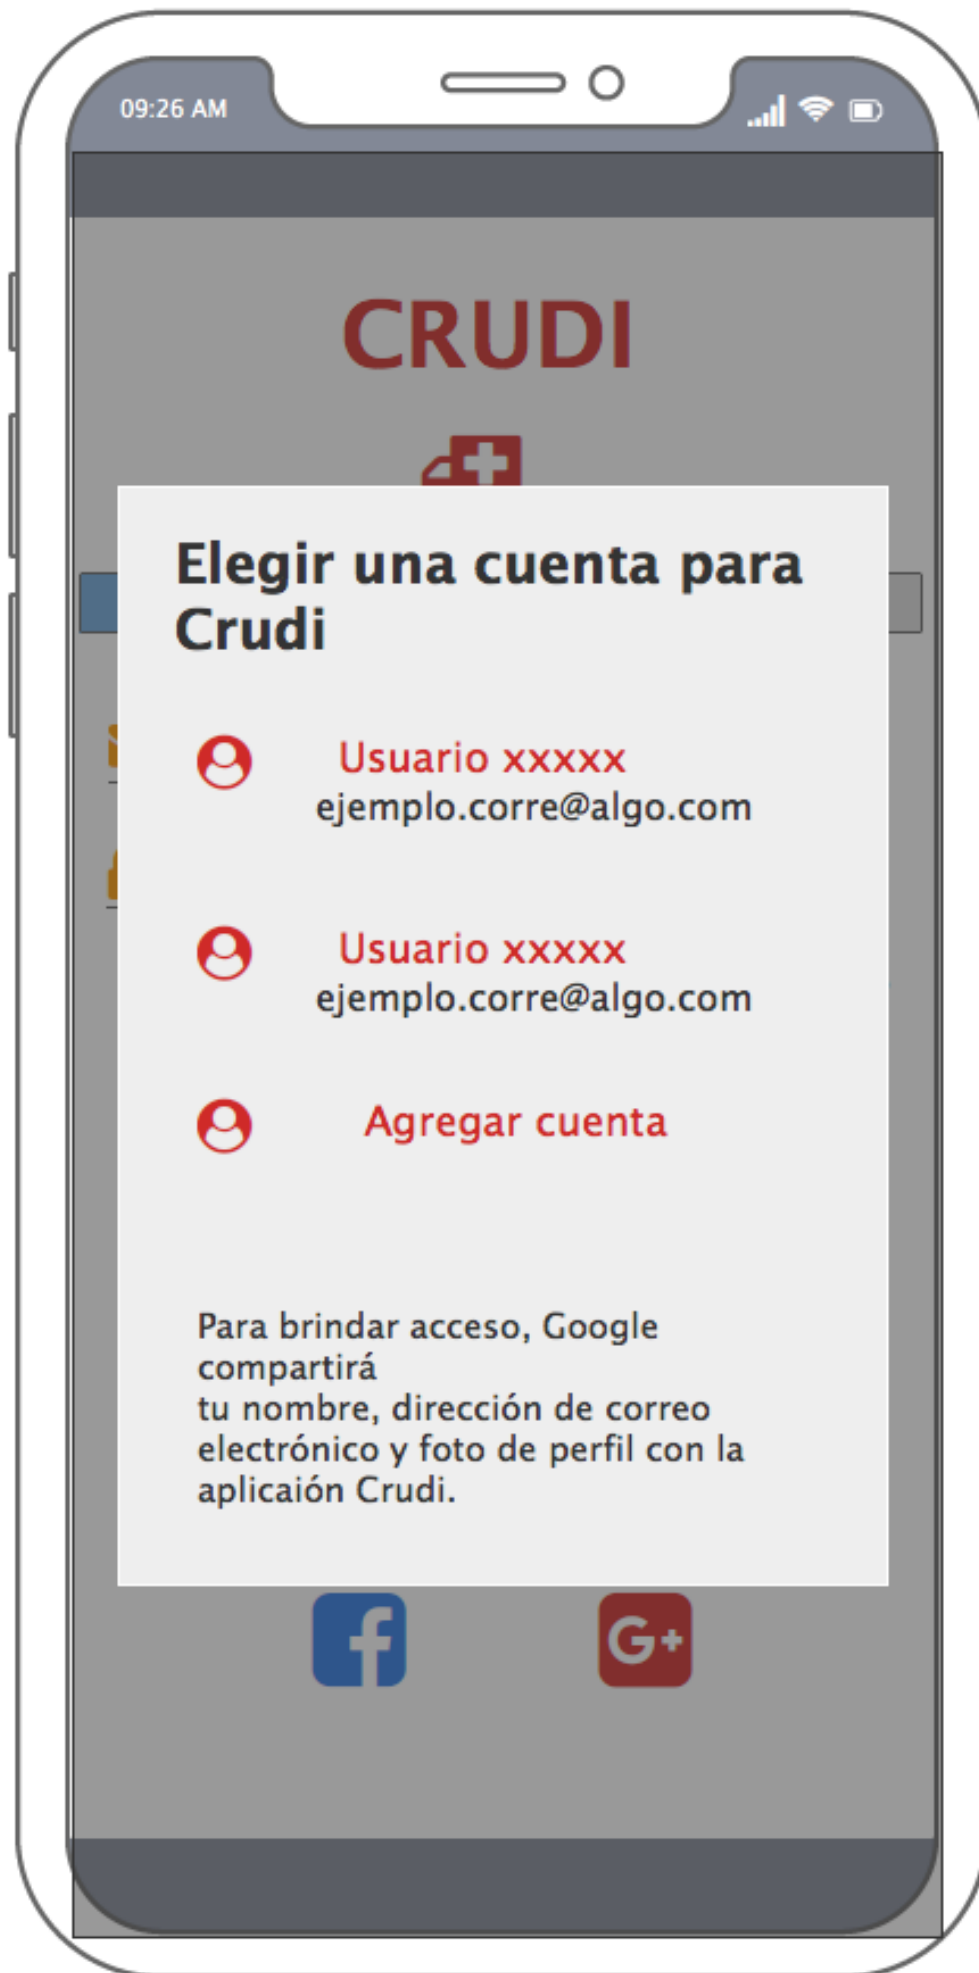 09:26 AM
CRUDI
Elegir una cuenta para
Crudi
Usuario xxxxx
ejemplo.corre@algo.com
Usuario xxxxx
ejemplo.corre@algo.com
Agregar cuenta
Para brindar acceso, Google
compartirá
tu nombre, dirección de correo
electrónico y foto de perfil con la
aplicaión Crudi.
f
G+